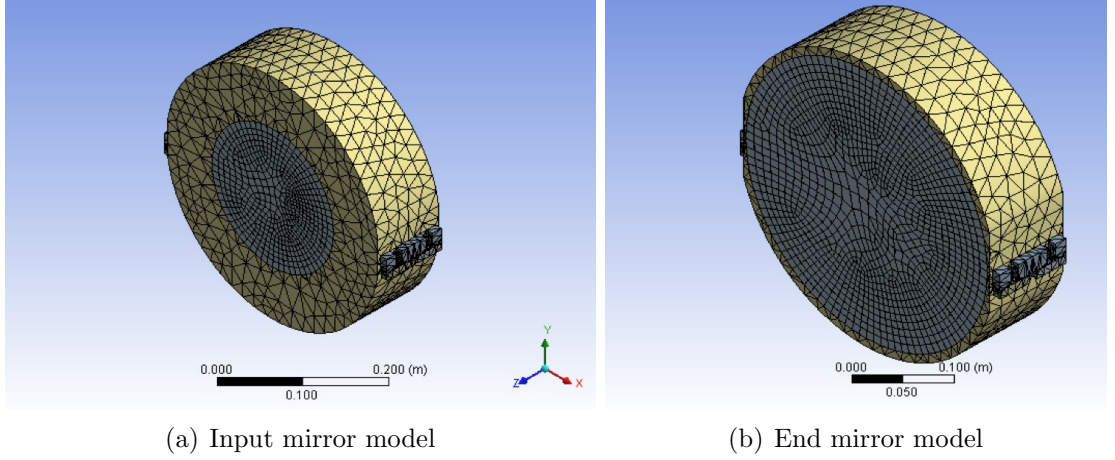 0.000 0.200 (m)
0.100
Y
Z X
0.000 0.100 (m)
0.050
(a) Input mirror model
(b) End mirror model